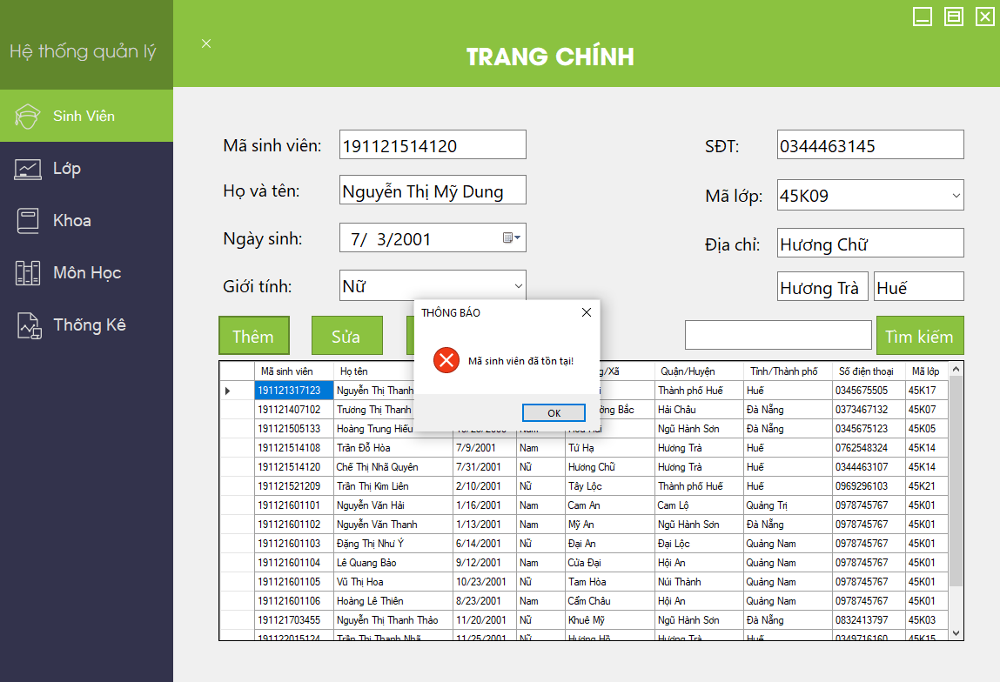 Hệ thống quản lý
TRANG CHÍNH
Sinh Viên
Lớp
Khoa
Môn Học
Thống Kê
Mã sinh viên: 191121514120 SĐT: 0344463145
Họ và tên: Nguyễn Thị Mỹ Dung Mã lớp: 45K09
Ngày sinh: 7/ 3/2001 Địa chỉ: Hương Chữ
Giới tính: Nữ Hương Trà Huế
Thêm Sửa Tìm kiếm
THÔNG BÁO
Mã sinh viên đã tồn tại!
OK
Mã sinh viên Họ tên g/Xã Quận/Huyện Tỉnh/Thành phố Số điện thoại Mã lớp
191121317123 Nguyễn Thị Thanh Thành phố Huế Huế 0345675505 45K17
191121407102 Trương Thị Thanh Bắc Hải Châu Đà Nẵng 0373467132 45K07
191121505133 Hoàng Trung Hiếu Ngũ Hành Sơn Đà Nẵng 0345675123 45K05
191121514108 Trần Đỗ Hòa 7/9/2001 Nam Tứ Hạ Hương Trà Huế 0762548324 45K14
191121514120 Chế Thị Nhã Quyên 7/31/2001 Nữ Hương Chữ Hương Trà Huế 0344463107 45K14
191121521209 Trần Thị Kim Liên 2/10/2001 Nữ Tây Lộc Thành phố Huế Huế 0969296103 45K21
191121601101 Nguyễn Văn Hải 1/16/2001 Nam Cam An Cam Lộ Quảng Trị 0978745767 45K01
191121601102 Nguyễn Văn Thanh 1/13/2001 Nam Mỹ An Ngũ Hành Sơn Đà Nẵng 0978745767 45K01
191121601103 Đặng Thị Như Ý 6/14/2001 Nữ Đại An Đại Lộc Quảng Nam 0978745767 45K01
191121601104 Lê Quang Bảo 9/12/2001 Nam Cửa Đại Hội An Quảng Nam 0978745767 45K01
191121601105 Vũ Thị Hoa 10/23/2001 Nữ Tam Hòa Núi Thành Quảng Nam 0978745767 45K01
191121601106 Hoàng Lê Thiên 8/23/2001 Nam Cẩm Châu Hội An Quảng Nam 0978745767 45K01
191121703455 Nguyễn Thị Thanh Thảo 11/20/2001 Nữ Khuê Mỹ Ngũ Hành Sơn Đà Nẵng 0832413797 45K03
191122015124 Trần Thị Thanh Nhã 11/25/2001 Nữ Hương Hồ Hương Trà Huế 0349716160 45K15